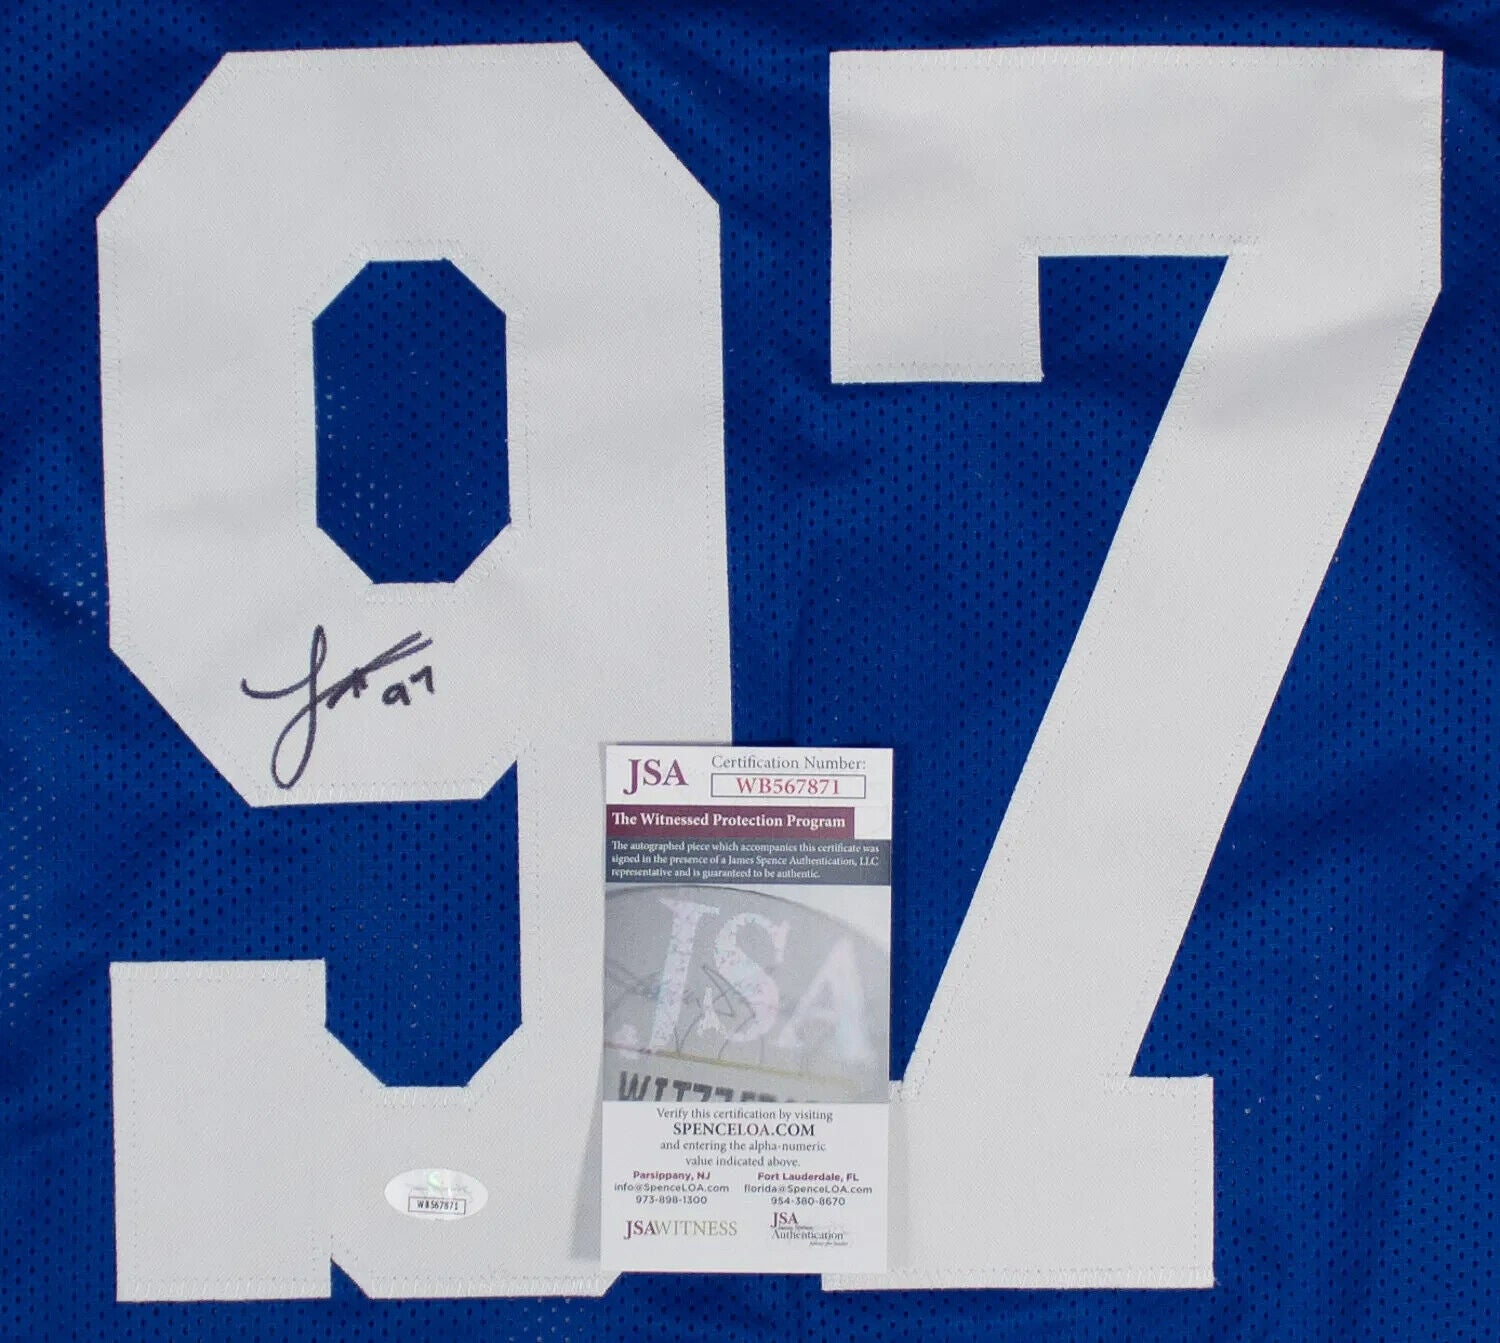 97
97
JSA
Certification Number:
WB567871
The Witnessed Protection Program
The autographed piece which accompanies this certificate was
signed in the presence of a James Spence Authentication, LLC
representative and is guaranteed to be authentic.
JSA
Verify this certification by visiting
SPENCELOA.COM
and entering the alpha-numeric
value indicated above.
Parsippany, NJ
info@SpenceLOA.com
973-898-1300
Fort Lauderdale, FL
florida@SpenceLOA.com
954-380-8670
JSAWITNESS
JSA
Authentication
WB567871